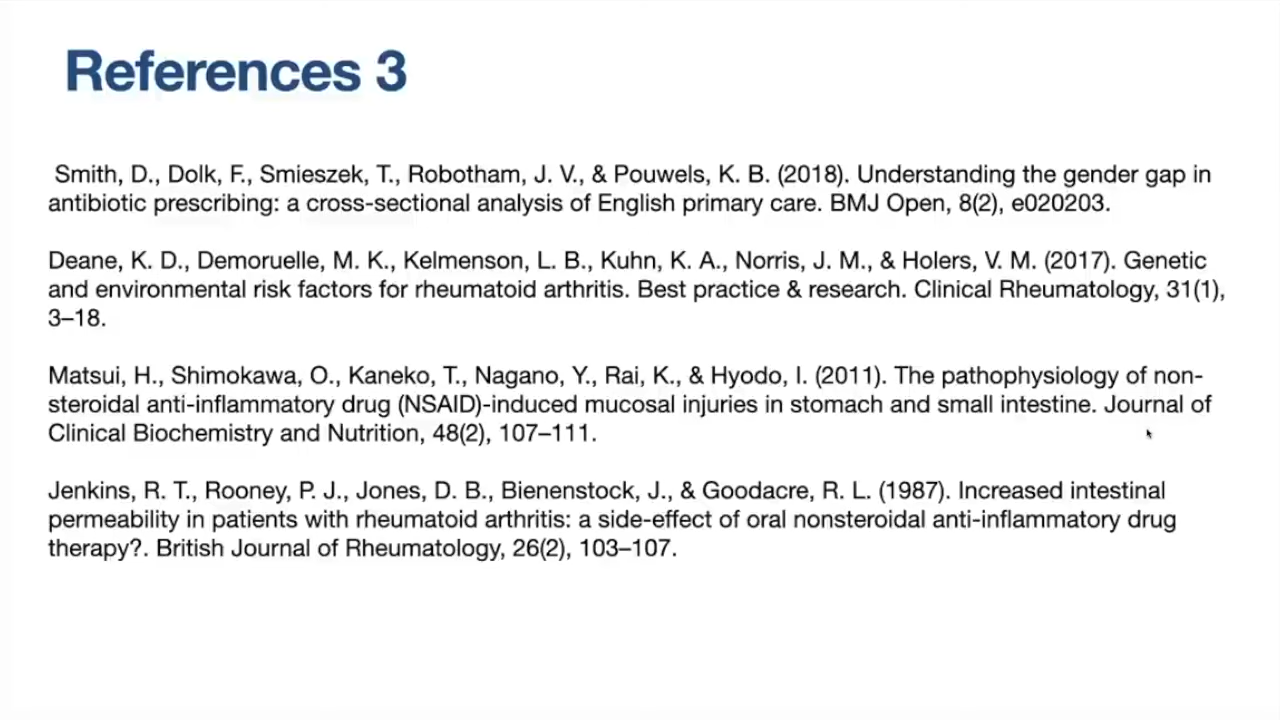 References 3
Smith, D., Dolk, F., Smieszek, T., Robotham, J. V., & Pouwels, K. B. (2018). Understanding the gender gap in
antibiotic prescribing: a cross-sectional analysis of English primary care. BMJ Open, 8(2), e020203.
Deane, K. D., Demoruelle, M. K., Kelmenson, L. B., Kuhn, K. A., Norris, J. M., & Holers, V. M. (2017). Genetic
and environmental risk factors for rheumatoid arthritis. Best practice & research. Clinical Rheumatology, 31(1),
3–18.
Matsui, H., Shimokawa, O., Kaneko, T., Nagano, Y., Rai, K., & Hyodo, I. (2011). The pathophysiology of non-
steroidal anti-inflammatory drug (NSAID)-induced mucosal injuries in stomach and small intestine. Journal of
Clinical Biochemistry and Nutrition, 48(2), 107–111.
Jenkins, R. T., Rooney, P. J., Jones, D. B., Bienenstock, J., & Goodacre, R. L. (1987). Increased intestinal
permeability in patients with rheumatoid arthritis: a side-effect of oral nonsteroidal anti-inflammatory drug
therapy?. British Journal of Rheumatology, 26(2), 103–107.